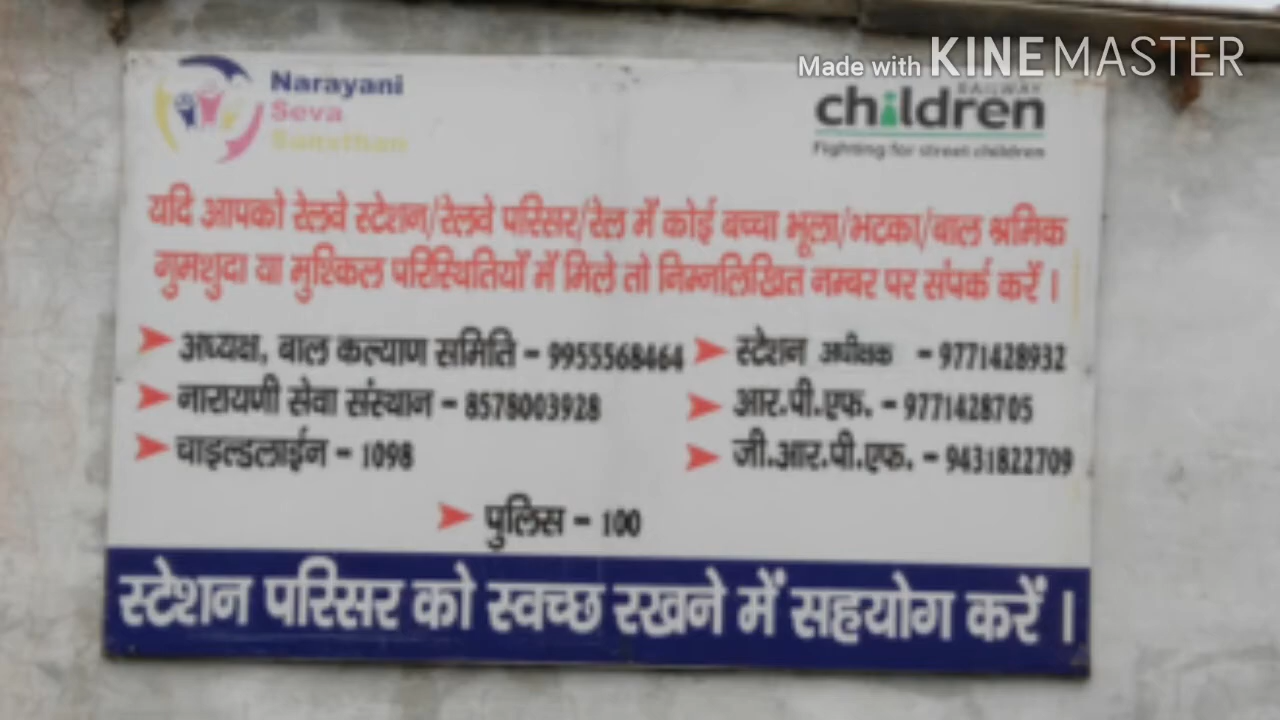 Made with KINEMASTER
Narayani
Seva
Sansthan
RAILWAY
children
Fighting for street children
यदि आपको रेलवे स्टेशन/रेलवे परिसर/रेल में कोई बच्चा भूला/भटका/बाल श्रमिक
गुमशुदा या मुश्किल परिस्थितियों में मिले तो निम्नलिखित नम्बर पर संपर्क करें ।
➤ अध्यक्ष, बाल कल्याण समिति - 9955568464 ➤ स्टेशन अधीक्षक - 9771428932
➤ नारायणी सेवा संस्थान - 8578003928 ➤ आर.पी.एफ. - 9771428705
➤ चाइल्डलाईन - 1098 ➤ जी.आर.पी.एफ. - 9431822709
➤ पुलिस - 100
स्टेशन परिसर को स्वच्छ रखने में सहयोग करें ।